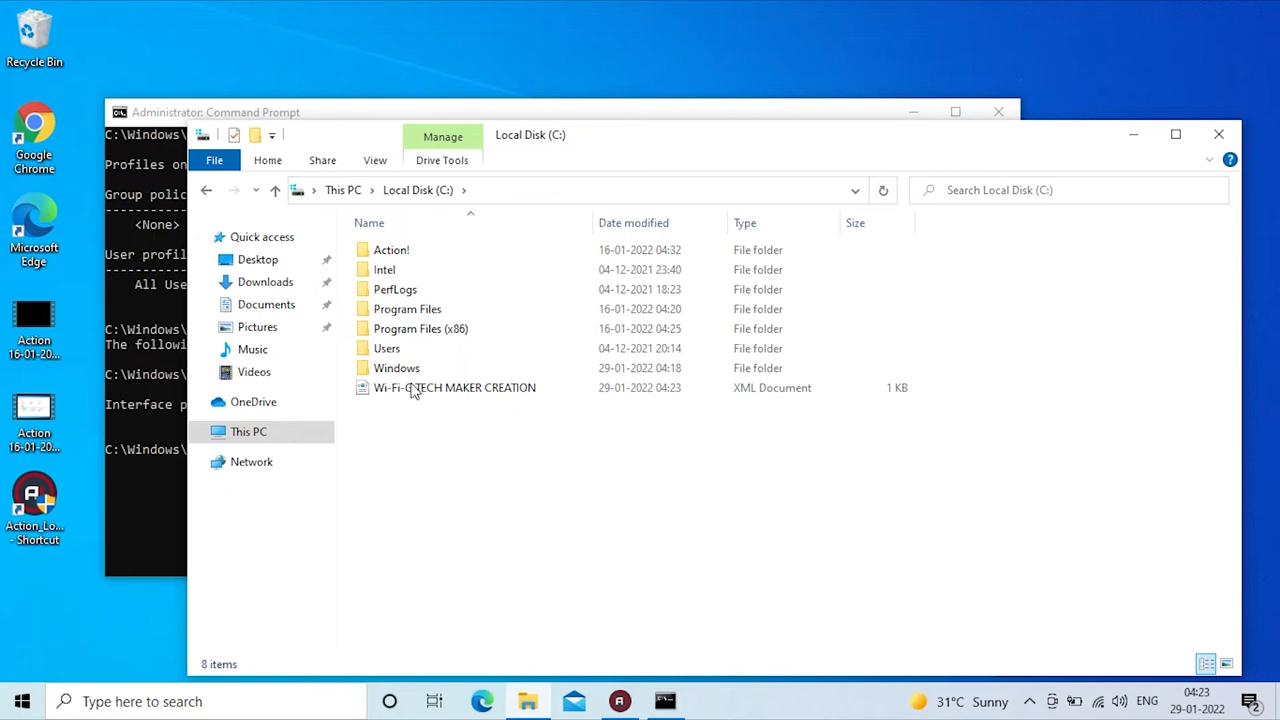 Recycle Bin
Google
Chrome
Microsoft
Edge
Action
16-01-20...
Action
16-01-20...
Action_Lo...
- Shortcut
Administrator: Command Prompt
C:\Windows\
Profiles on
Group polic
<None>
User profil
All Use
C:\Windows\
The followi
Interface p
C:\Windows\
Manage
Local Disk (C:)
File
Home
Share
View
Drive Tools
This PC
Local Disk (C:)
Search Local Disk (C:)
Quick access
Desktop
Downloads
Documents
Pictures
Music
Videos
OneDrive
This PC
Network
Name Date modified Type Size
Action! 16-01-2022 04:32 File folder
Intel 04-12-2021 23:40 File folder
PerfLogs 04-12-2021 18:23 File folder
Program Files 16-01-2022 04:20 File folder
Program Files (x86) 16-01-2022 04:25 File folder
Users 04-12-2021 20:14 File folder
Windows 29-01-2022 04:18 File folder
TECH MAKER CREATION 29-01-2022 04:23 XML Document 1 KB
8 items
Type here to search
31°C Sunny
ENG
04:23
29-01-2022
2